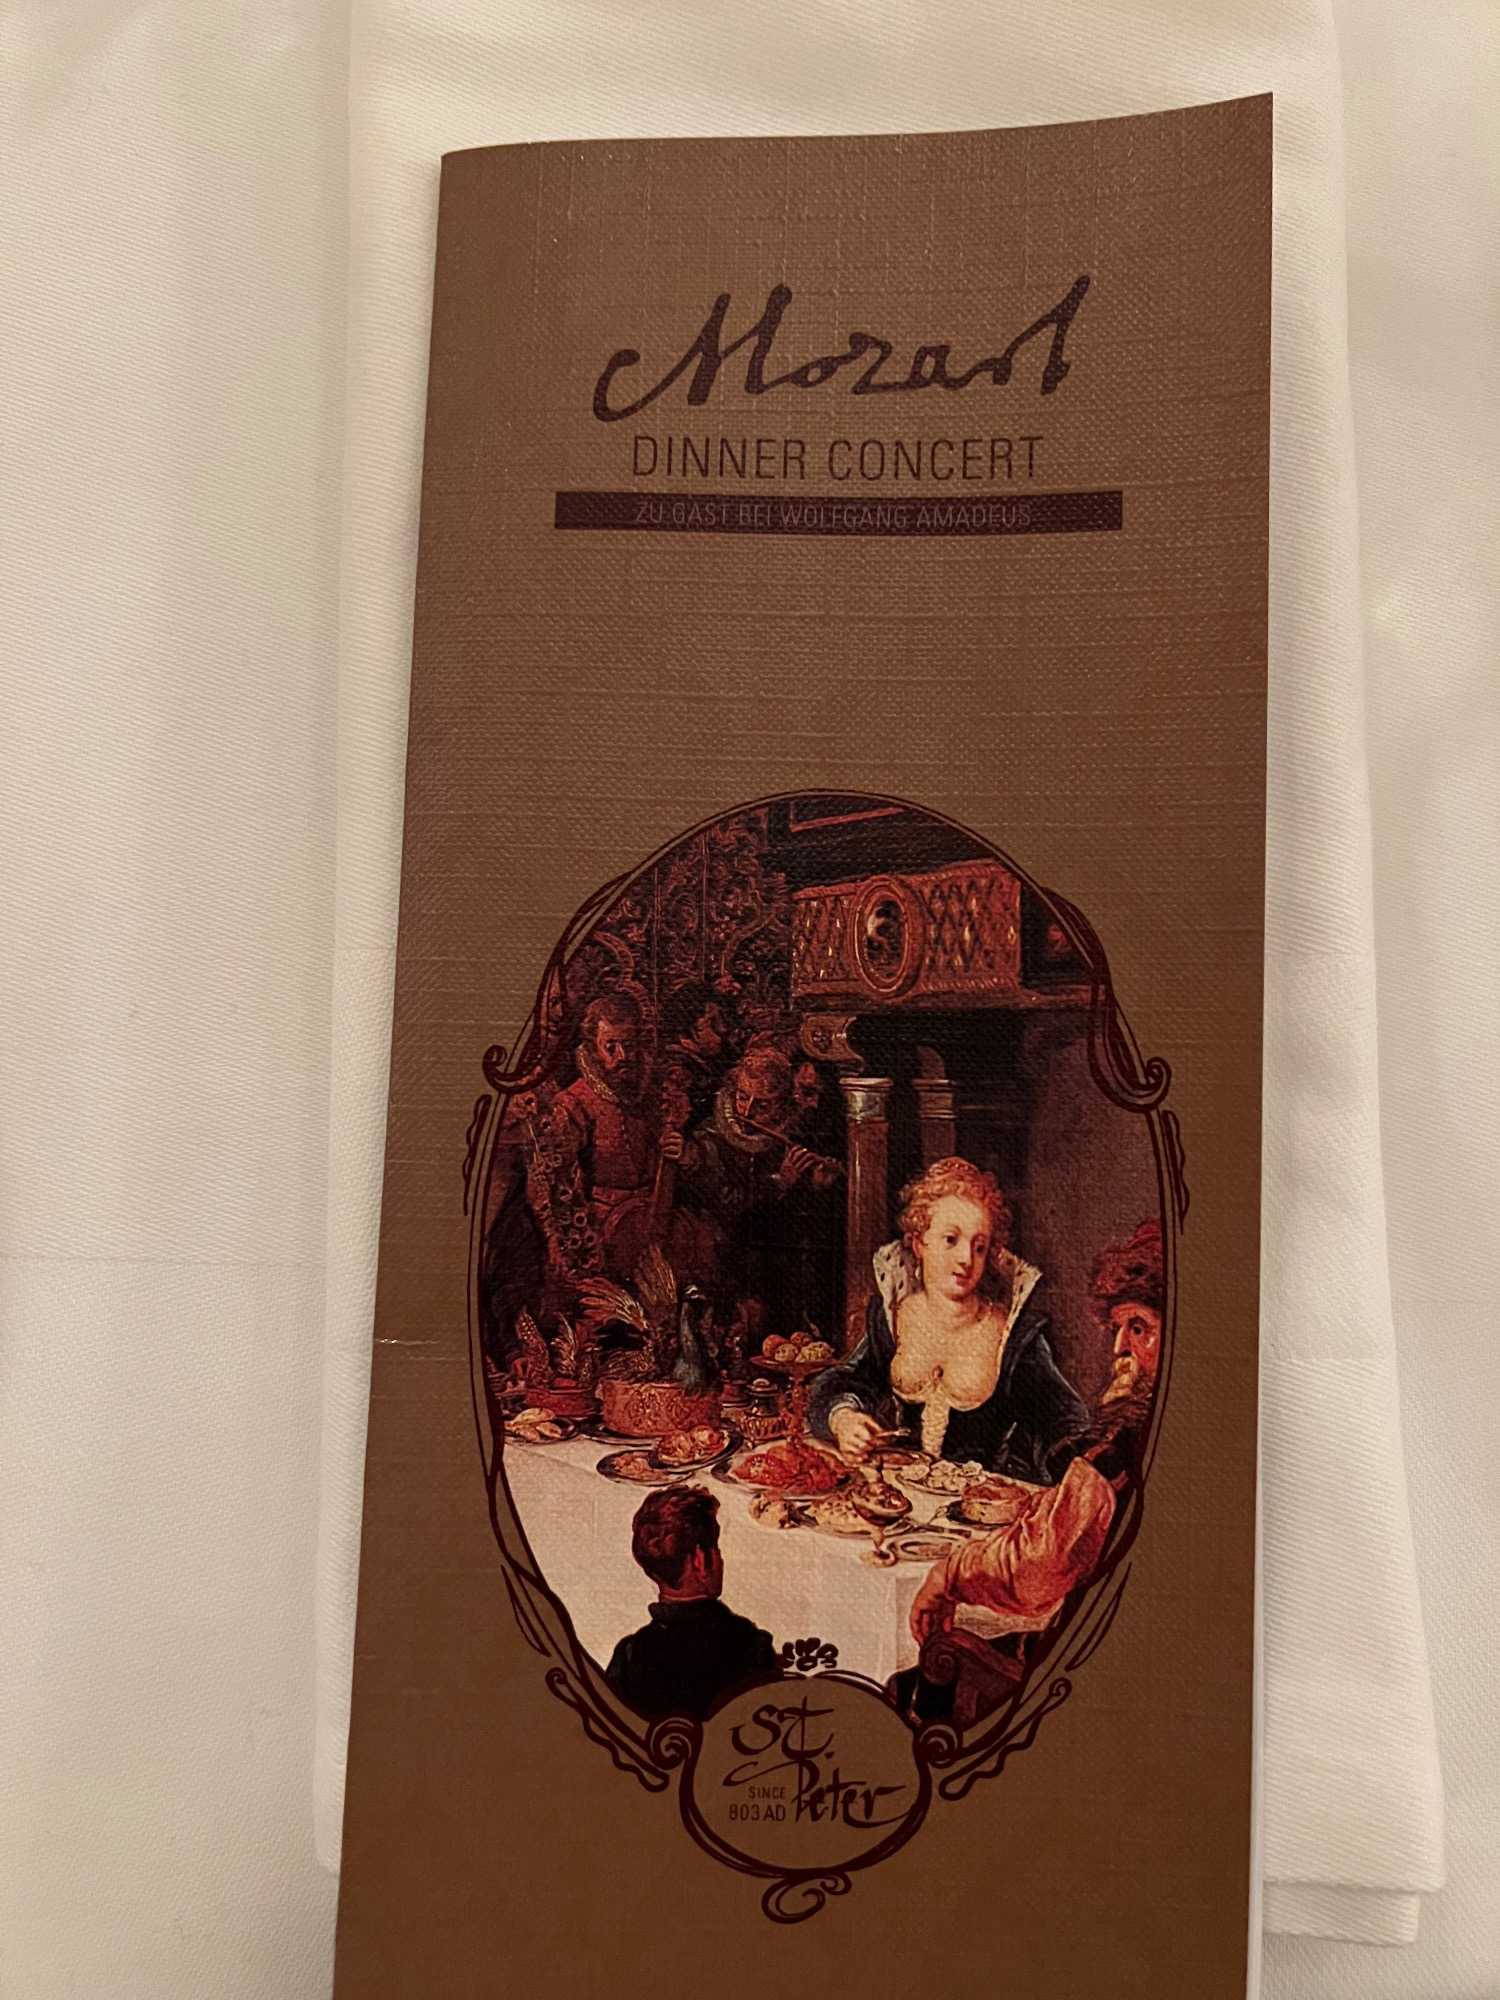 Mozart
DINNER CONCERT
ZU GAST BEI WOLFGANG AMADEUS
St.
Peter
SINCE
803 AD